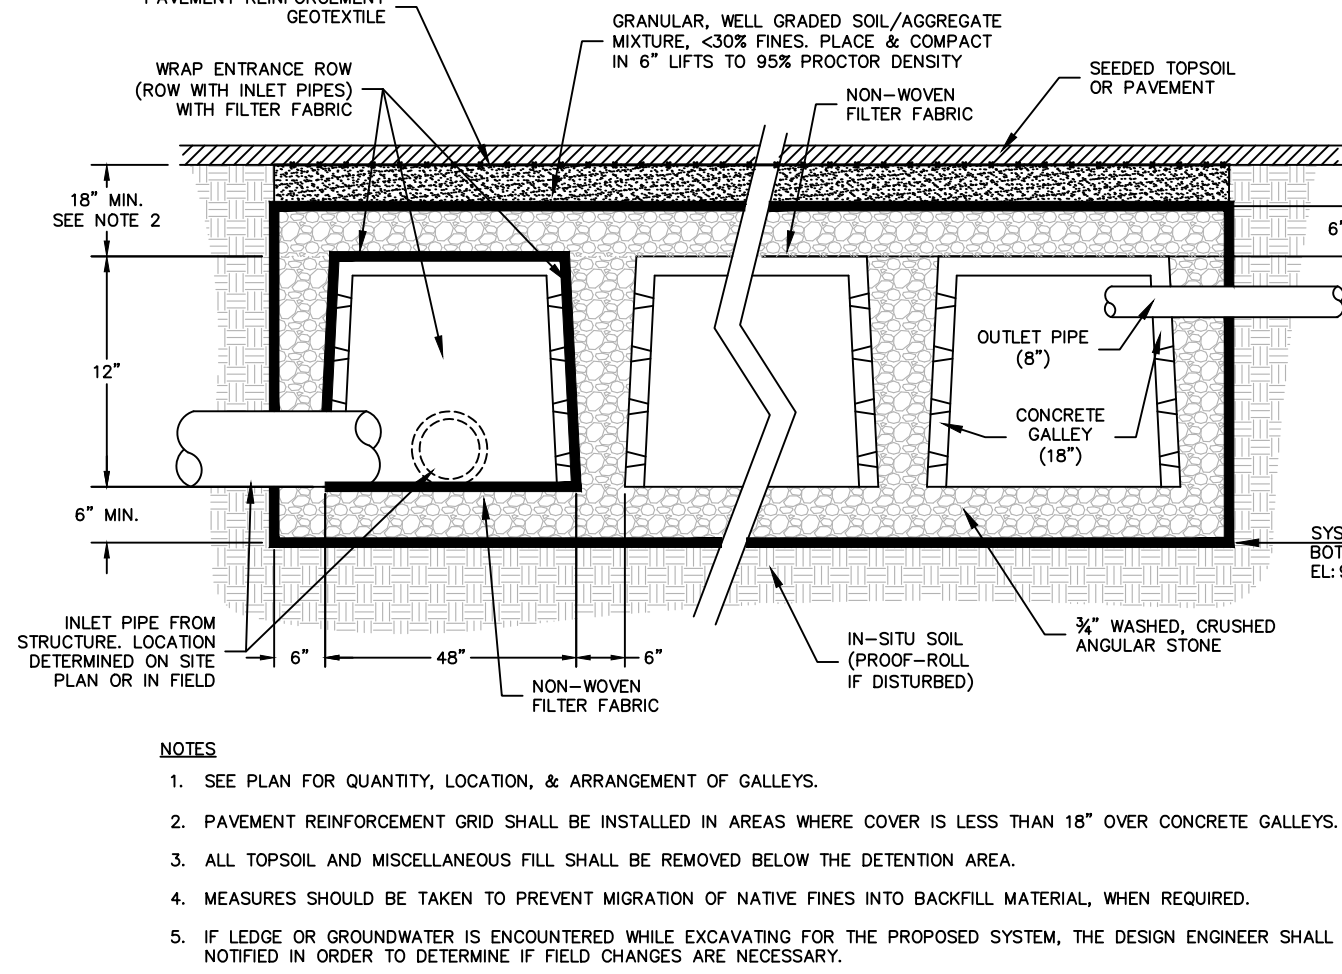 PAVEMENT REINFORCEMENT
GEOTEXTILE
GRANULAR, WELL GRADED SOIL/AGGREGATE
MIXTURE, <30% FINES. PLACE & COMPACT
IN 6" LIFTS TO 95% PROCTOR DENSITY
WRAP ENTRANCE ROW
(ROW WITH INLET PIPES)
WITH FILTER FABRIC
NON-WOVEN
FILTER FABRIC
SEEDED TOPSOIL
OR PAVEMENT
18" MIN.
SEE NOTE 2
6"
12"
OUTLET PIPE
(8")
CONCRETE
GALLEY
(18")
6" MIN.
SYS
BOT
EL:9
INLET PIPE FROM
STRUCTURE. LOCATION
DETERMINED ON SITE
PLAN OR IN FIELD
6"
48"
6"
NON-WOVEN
FILTER FABRIC
IN-SITU SOIL
(PROOF-ROLL
IF DISTURBED)
¾" WASHED, CRUSHED
ANGULAR STONE
NOTES
1. SEE PLAN FOR QUANTITY, LOCATION, & ARRANGEMENT OF GALLEYS.
2. PAVEMENT REINFORCEMENT GRID SHALL BE INSTALLED IN AREAS WHERE COVER IS LESS THAN 18" OVER CONCRETE GALLEYS.
3. ALL TOPSOIL AND MISCELLANEOUS FILL SHALL BE REMOVED BELOW THE DETENTION AREA.
4. MEASURES SHOULD BE TAKEN TO PREVENT MIGRATION OF NATIVE FINES INTO BACKFILL MATERIAL, WHEN REQUIRED.
5. IF LEDGE OR GROUNDWATER IS ENCOUNTERED WHILE EXCAVATING FOR THE PROPOSED SYSTEM, THE DESIGN ENGINEER SHALL
NOTIFIED IN ORDER TO DETERMINE IF FIELD CHANGES ARE NECESSARY.